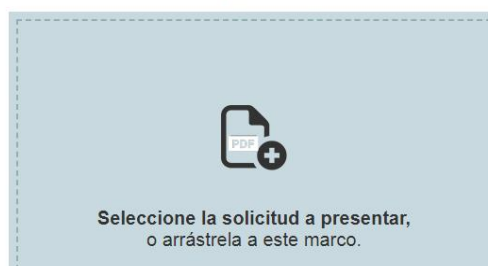 PDF
Seleccione la solicitud a presentar,
o arrástrela a este marco.